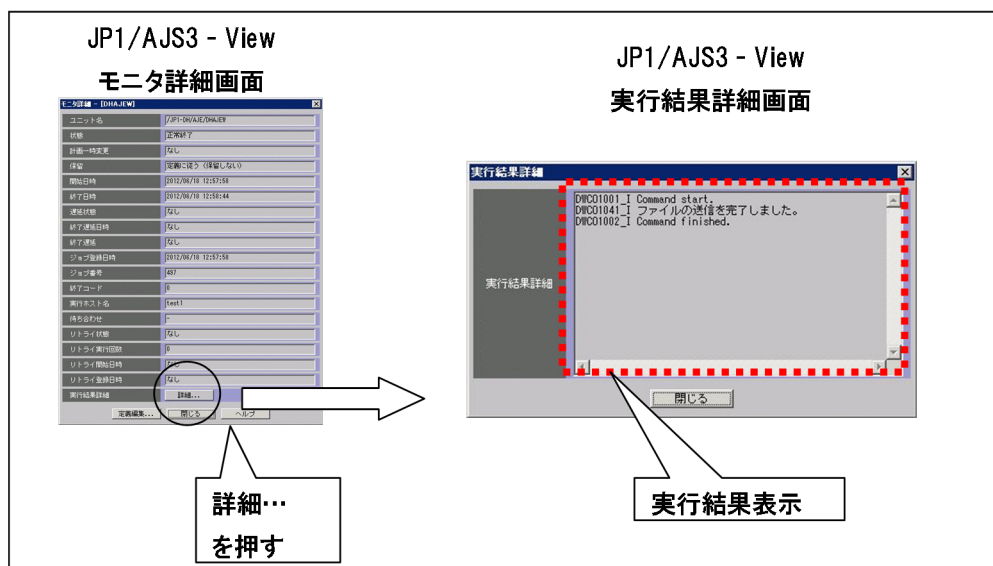 JP1/AJS3 - View
モニタ詳細画面
モニタ詳細 - [DHAJEW]
ユニット名 /JP1-DH/AJE/DHAJEW
状態 正常終了
計画一時変更 なし
保留 定義に従う (保留しない)
開始日時 2012/06/18 12:57:58
終了日時 2012/06/18 12:58:44
遅延状態 なし
終了遅延日時 なし
終了遅延 なし
ジョブ登録日時 2012/06/18 12:57:58
ジョブ番号 487
終了コード 0
実行ホスト名 test1
待ち合わせ -
リトライ状態 なし
リトライ実行回数 0
リトライ開始日時 なし
リトライ登録日時 なし
実行結果詳細 詳細...
定義編集... 閉じる ヘルプ
詳細…
を押す
JP1/AJS3 - View
実行結果詳細画面
実行結果詳細
実行結果詳細
DWCO1001_I Command start.
DWCO1041_I ファイルの送信を完了しました。
DWCO1002_I Command finished.
閉じる
実行結果表示